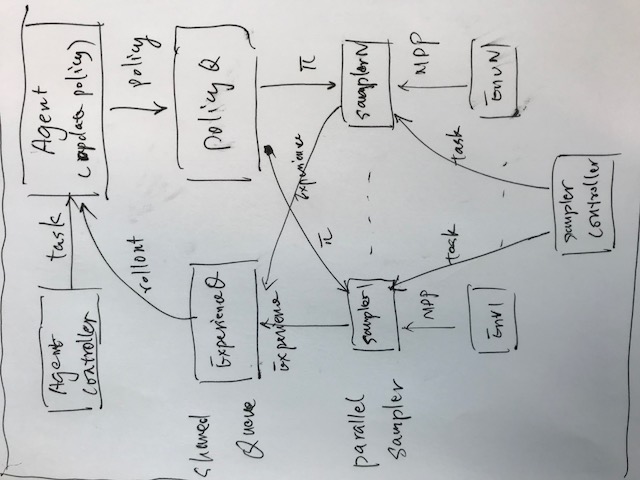 Agent
Controller
task
Agent
(update policy)
rollout
policy
Shared
Queue
ExperienceQ
policy Q
Experience
Experience
π
π
parallel
Sampler
Sampler1
SamplerN
MPP
MPP
task
task
Env1
EnvN
Sampler
Controller